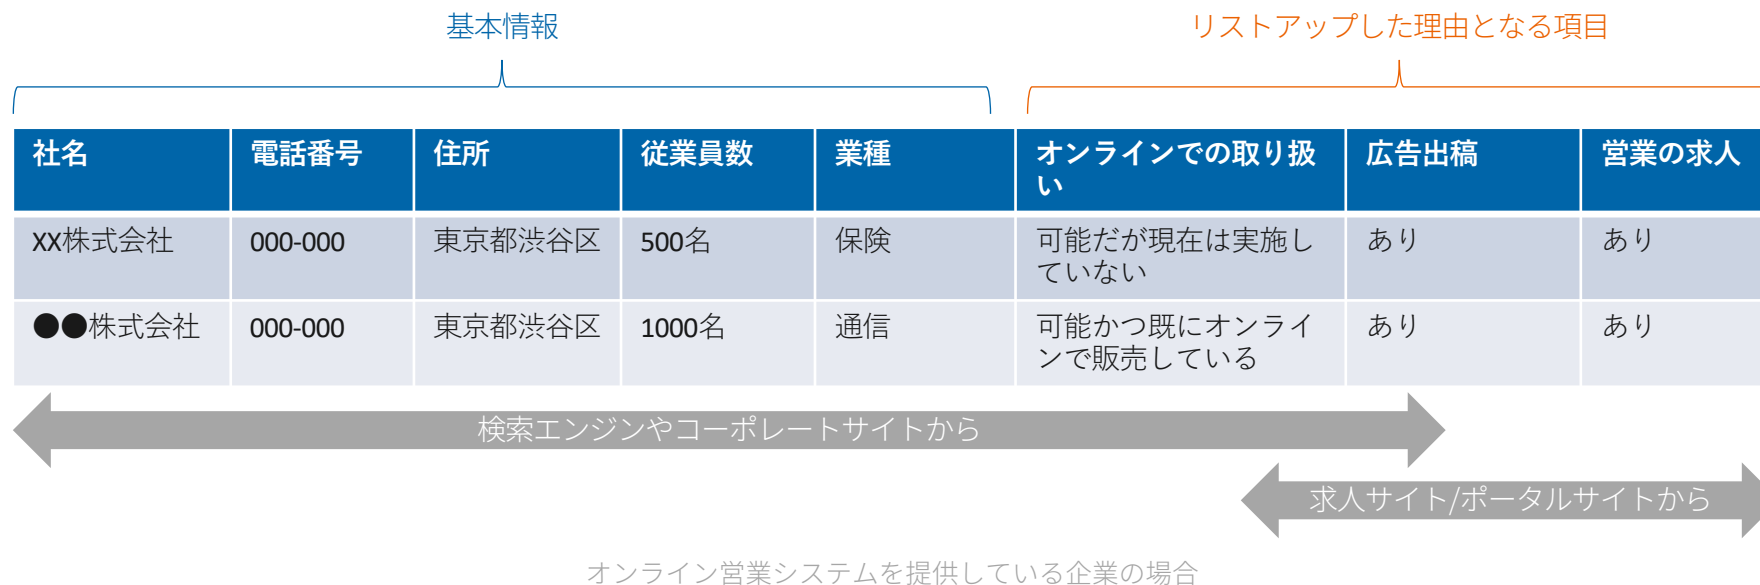 基本情報
リストアップした理由となる項目
社名 電話番号 住所 従業員数 業種 オンラインでの取り扱 広告出稿 営業の求人
い
XX株式会社 000-000 東京都渋谷区 500名 保険 可能だが現在は実施し あり あり
ていない
●●株式会社 000-000 東京都渋谷区 1000名 通信 可能かつ既にオンライ あり あり
ンで販売している
検索エンジンやコーポレートサイトから
求人サイト/ポータルサイトから
オンライン営業システムを提供している企業の場合